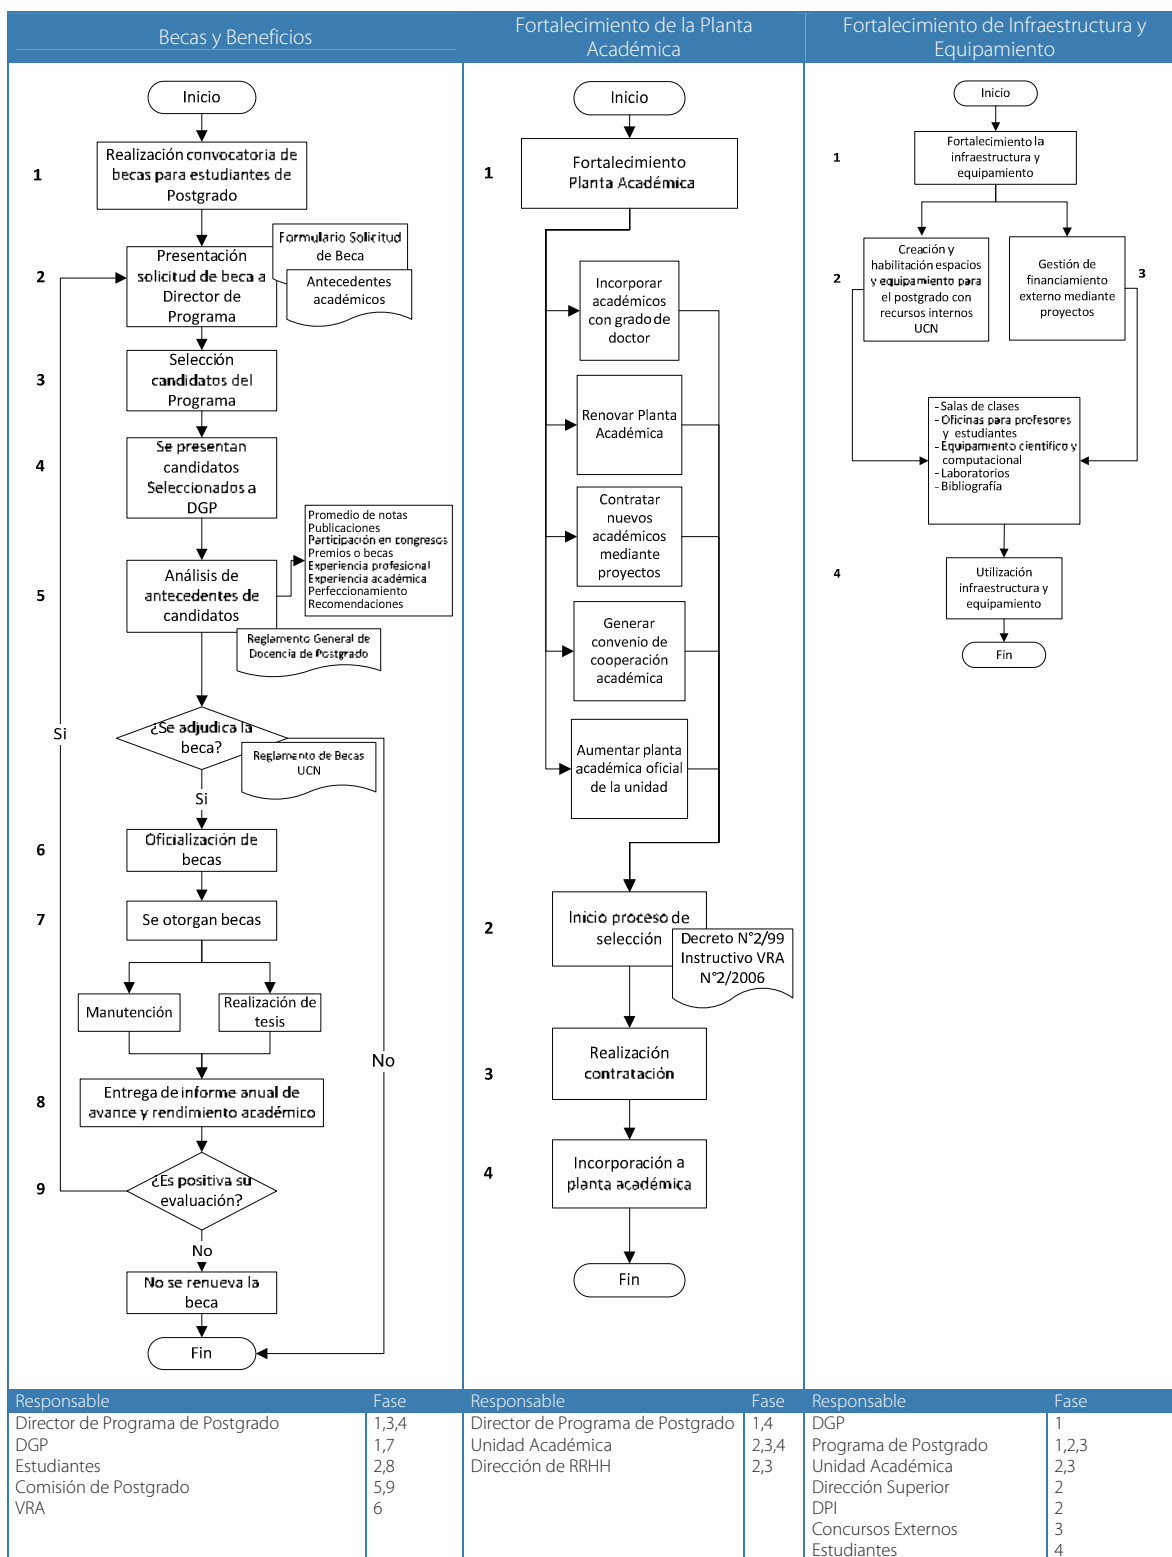 Becas y Beneficios
Inicio
1
Realización convocatoria de
becas para estudiantes de
Postgrado
2
Presentación
solicitud de beca a
Director de
Programa
Formulario Solicitud
de Beca
Antecedentes
académicos
3
Selección
candidatos del
Programa
4
Se presentan
candidatos
Seleccionados a
DGP
5
Análisis de
antecedentes de
candidatos
Promedio de notas
Publicaciones
Participación en congresos
Premios o becas
Experiencia profesional
Experiencia académica
Perfeccionamiento
Recomendaciones
Reglamento General de
Docencia de Postgrado
Si
¿Se adjudica la
beca?
Reglamento de Becas
UCN
Si
6
Oficialización de
becas
7
Se otorgan becas
Manutención
Realización de
tesis
No
8
Entrega de informe anual de
avance y rendimiento académico
9
¿Es positiva su
evaluación?
No
No se renueva la
beca
Fin
Fortalecimiento de la Planta
Académica
Inicio
1
Fortalecimiento
Planta Académica
Incorporar
académicos
con grado de
doctor
Renovar Planta
Académica
Contratar
nuevos
académicos
mediante
proyectos
Generar
convenio de
cooperación
académica
Aumentar planta
académica oficial
de la unidad
2
Inicio proceso de
selección
Decreto N°2/99
Instructivo VRA
N°2/2006
3
Realización
contratación
4
Incorporación a
planta académica
Fin
Fortalecimiento de Infraestructura y
Equipamiento
Inicio
1
Fortalecimiento la
infraestructura y
equipamiento
2
Creación y
habilitación espacios
y equipamiento para
el postgrado con
recursos internos
UCN
Gestión de
financiamiento
externo mediante
proyectos
3
- Salas de clases
- Oficinas para profesores
y estudiantes
- Equipamiento científico y
computacional
- Laboratorios
- Bibliografía
4
Utilización
infraestructura y
equipamiento
Fin
Responsable Fase
Director de Programa de Postgrado 1,3,4
DGP 1,7
Estudiantes 2,8
Comisión de Postgrado 5,9
VRA 6
Responsable Fase
Director de Programa de Postgrado 1,4
Unidad Académica 2,3,4
Dirección de RRHH 2,3
Responsable Fase
DGP 1
Programa de Postgrado 1,2,3
Unidad Académica 2,3
Dirección Superior 2
DPI 2
Concursos Externos 3
Estudiantes 4